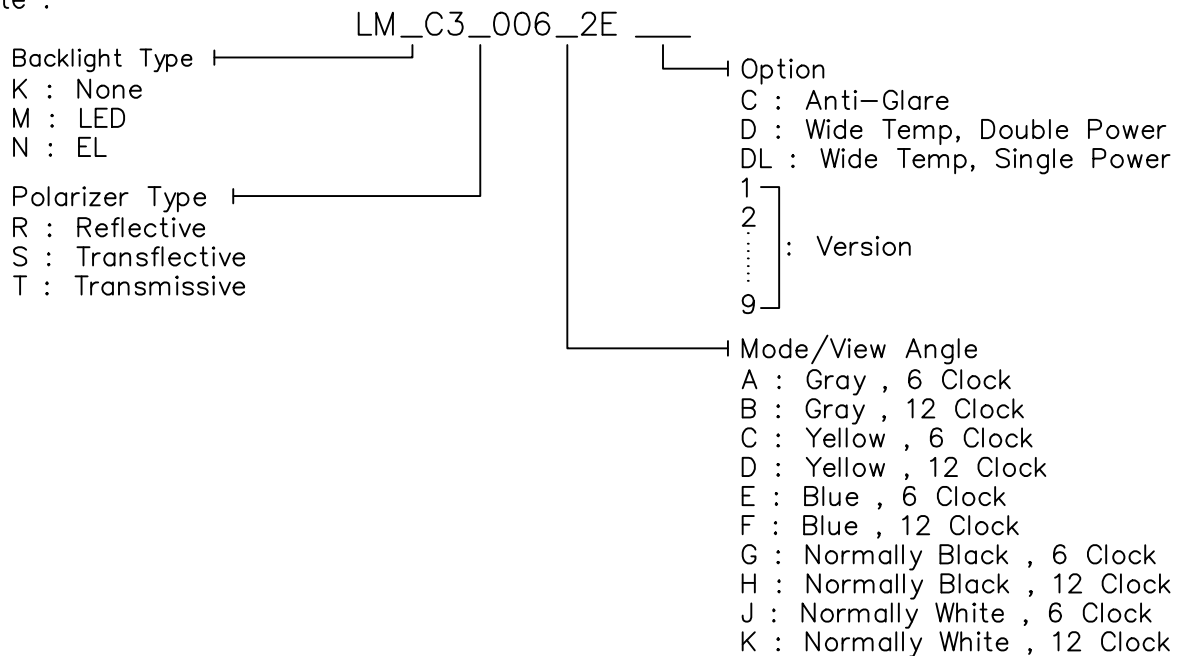 LM_C3_006_2E ___
Backlight Type
K : None
M : LED
N : EL
Polarizer Type
R : Reflective
S : Transflective
T : Transmissive
Option
C : Anti-Glare
D : Wide Temp, Double Power
DL : Wide Temp, Single Power
1
2
: Version
9
Mode/View Angle
A : Gray , 6 Clock
B : Gray , 12 Clock
C : Yellow , 6 Clock
D : Yellow , 12 Clock
E : Blue , 6 Clock
F : Blue , 12 Clock
G : Normally Black , 6 Clock
H : Normally Black , 12 Clock
J : Normally White , 6 Clock
K : Normally White , 12 Clock